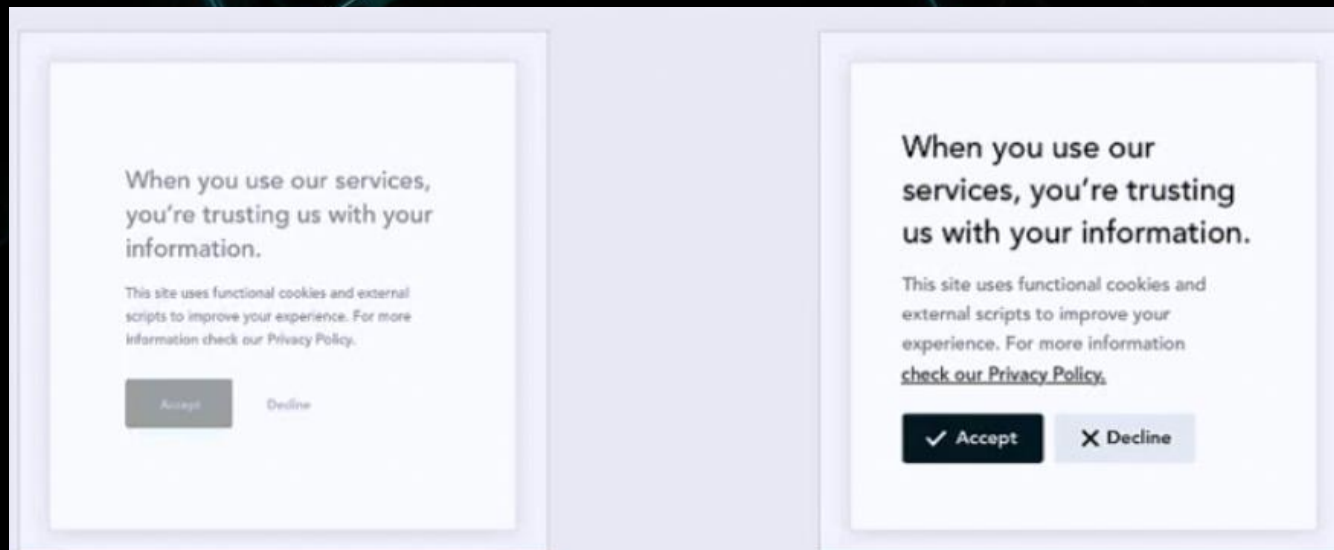 When you use our services,
you're trusting us with your
information.
This site uses functional cookies and external
scripts to improve your experience. For more
information check our Privacy Policy.
Accept
Decline
When you use our
services, you're trusting
us with your information.
This site uses functional cookies and
external scripts to improve your
experience. For more information
check our Privacy Policy.
Accept
Decline